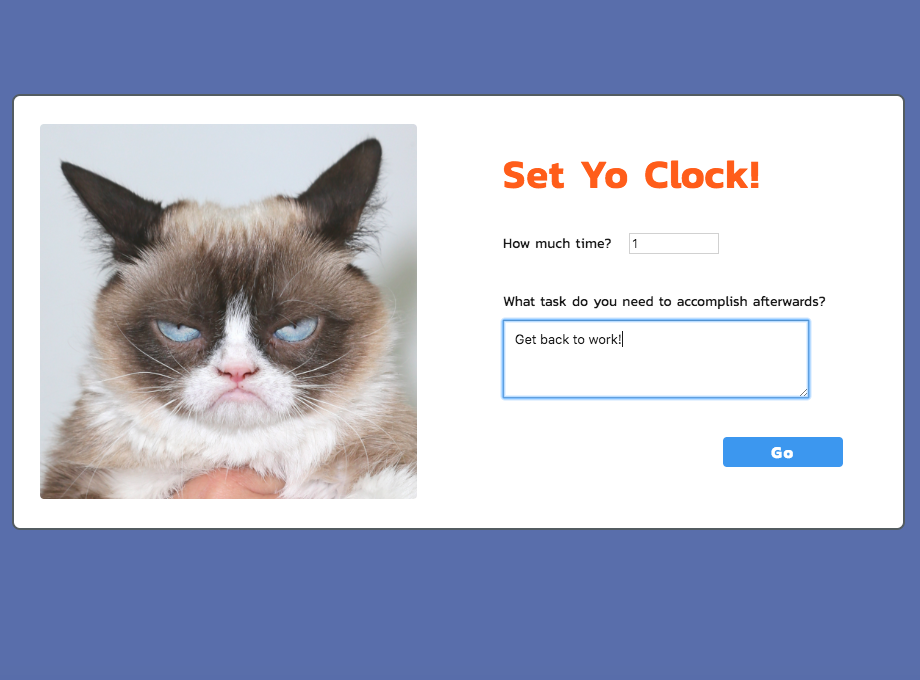 Set Yo Clock!
How much time? 1
What task do you need to accomplish afterwards?
Get back to work!
Go